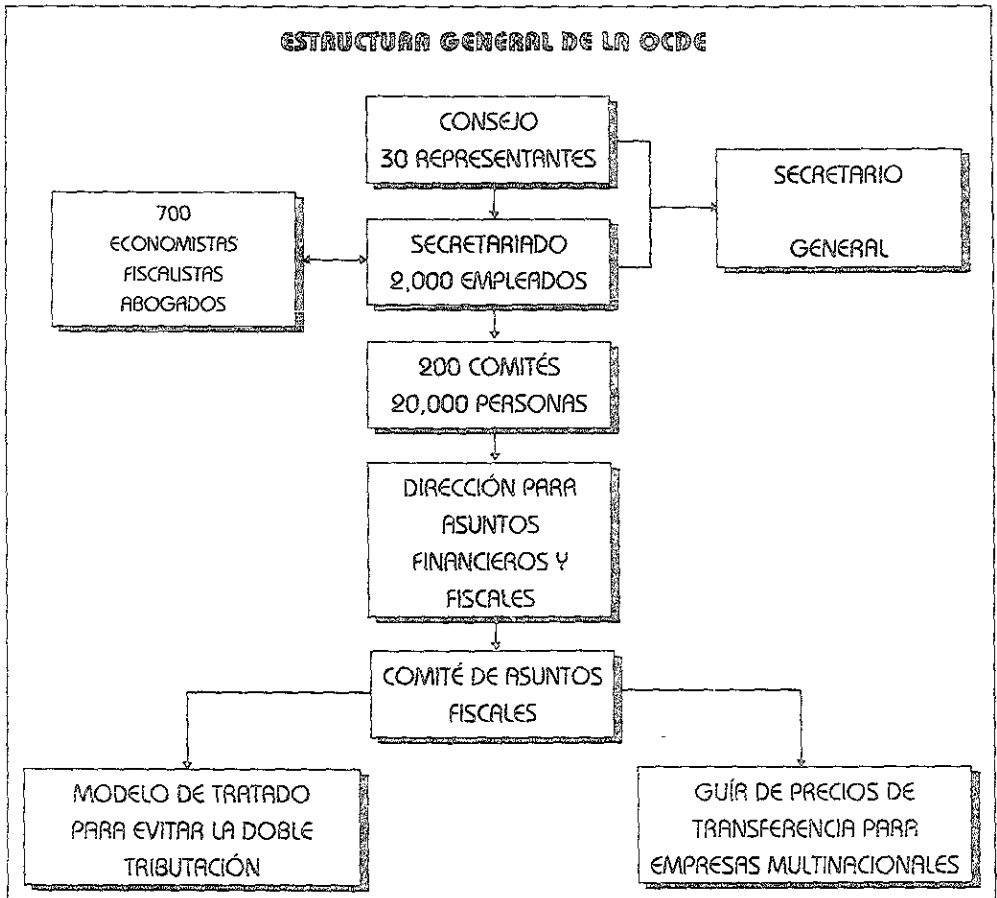 ESTRUCTURA GENERAL DE LA OCDE
CONSEJO
30 REPRESENTANTES
SECRETARIO
GENERAL
700
ECONOMISTAS
FISCALISTAS
ABOGADOS
SECRETARIADO
2,000 EMPLEADOS
200 COMITÉS
20,000 PERSONAS
DIRECCIÓN PARA
ASUNTOS
FINANCIEROS Y
FISCALES
COMITÉ DE ASUNTOS
FISCALES
MODELO DE TRATADO
PARA EVITAR LA DOBLE
TRIBUTACIÓN
GUÍA DE PRECIOS DE
TRANSFERENCIA PARA
EMPRESAS MULTINACIONALES